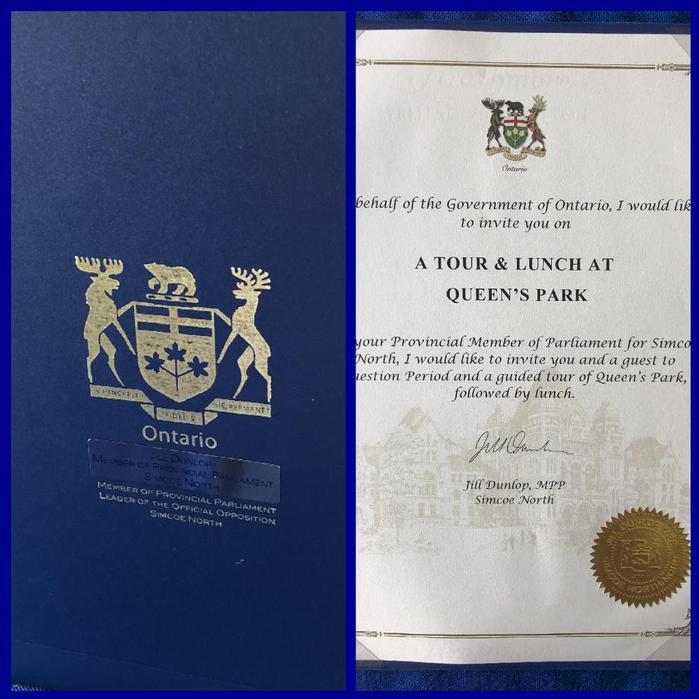 Ontario
JILL DUNLOP
MEMBER OF PROVINCIAL PARLIAMENT
SIMCOE NORTH
MEMBER OF PROVINCIAL PARLIAMENT
LEADER OF THE OFFICIAL OPPOSITION
SIMCOE NORTH
Ontario
behalf of the Government of Ontario, I would lik
to invite you on
A TOUR & LUNCH AT
QUEEN'S PARK
your Provincial Member of Parliament for Simco
North, I would like to invite you and a guest to
uestion Period and a guided tour of Queen's Park,
followed by lunch.
Jill Dunlop, MPP
Simcoe North